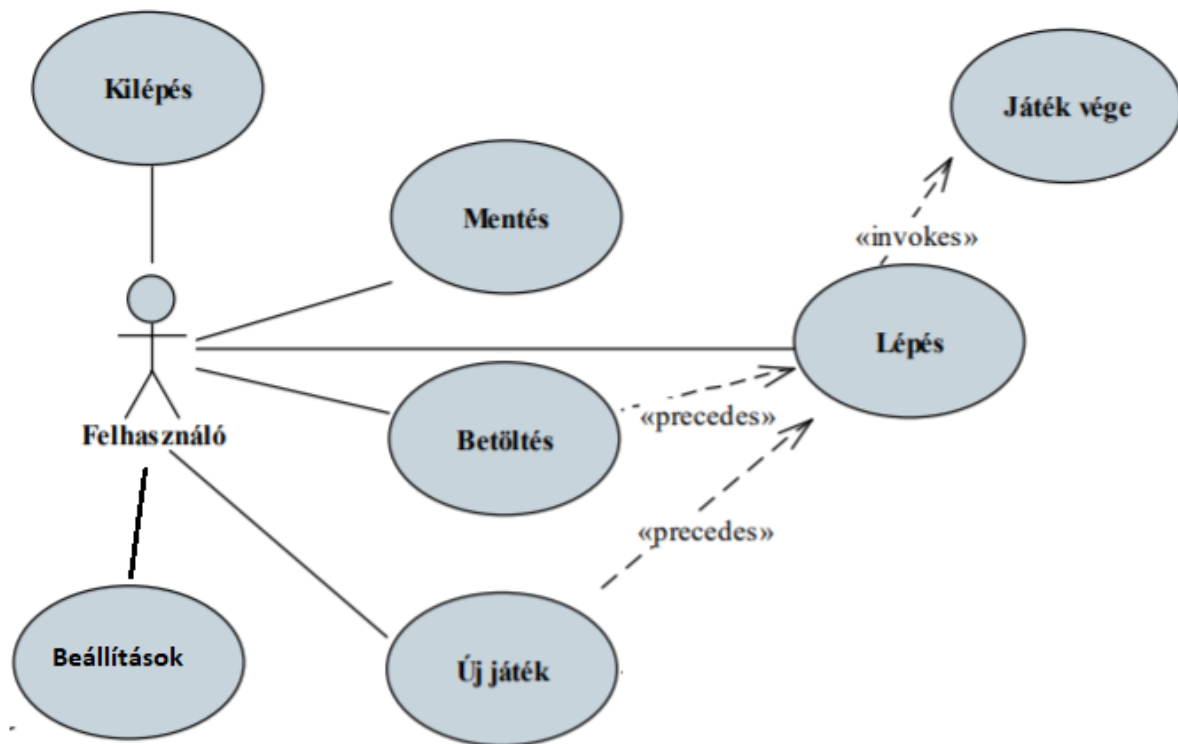 Kilépés
Játék vége
Mentés
«invokes»
Lépés
«precedes»
Felhasználó
Betöltés
«precedes»
Beállítások
Új játék